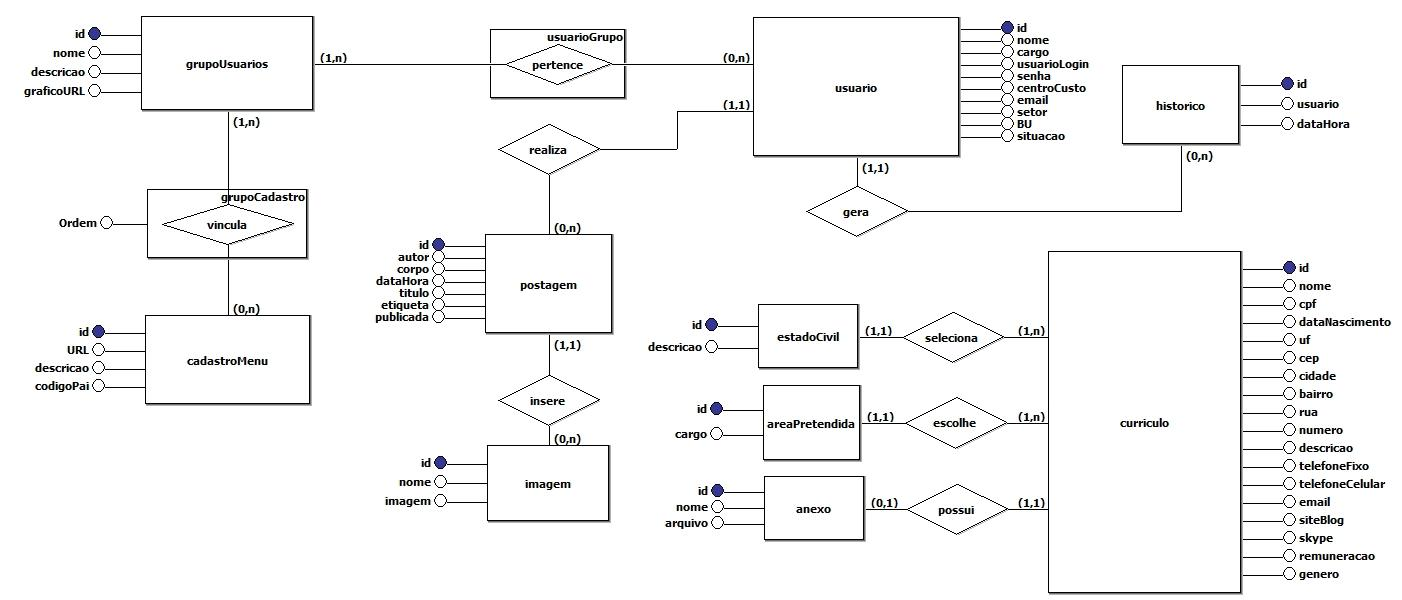 id
nome
descricao
graficoURL
grupoUsuarios
(1,n)
(1,n)
usuarioGrupo
pertence
(0,n)
(1,1)
usuario
id
nome
cargo
usuarioLogin
senha
centroCusto
email
setor
BU
situacao
(1,1)
gera
historico
id
usuario
dataHora
(0,n)
realiza
(0,n)
grupoCadastro
Ordem
vincula
(0,n)
id
URL
descricao
codigoPai
cadastroMenu
id
autor
corpo
dataHora
titulo
etiqueta
publicada
postagem
(1,1)
insere
(0,n)
id
nome
imagem
imagem
id
descricao
estadoCivil
(1,1)
seleciona
(1,n)
id
cargo
areaPretendida
(1,1)
escolhe
(1,n)
id
nome
arquivo
anexo
(0,1)
possui
(1,1)
curriculo
id
nome
cpf
dataNascimento
uf
cep
cidade
bairro
rua
numero
descricao
telefoneFixo
telefoneCelular
email
siteBlog
skype
remuneracao
genero